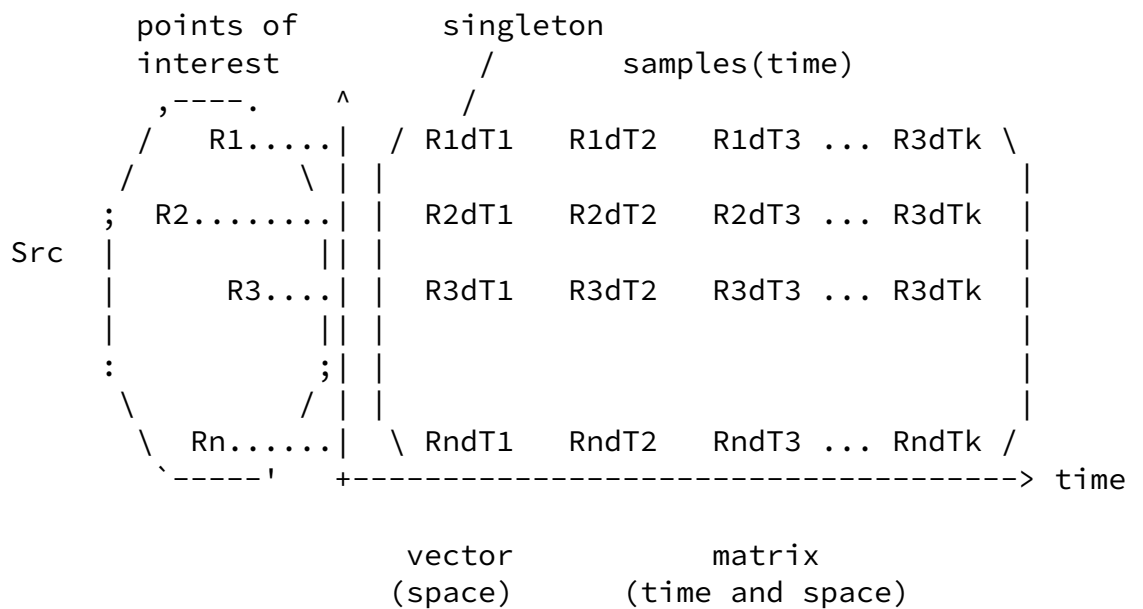 points of singleton
interest / samples(time)
,----. ^ /
/ R1.....| / R1dT1 R1dT2 R1dT3 ... R3dTk \
/ \ | | |
; R2........| | R2dT1 R2dT2 R2dT3 ... R3dTk |
Src | || | |
| R3....| | R3dT1 R3dT2 R3dT3 ... R3dTk |
| || | |
: ;| | |
\ / | | |
\ Rn......| \ RndT1 RndT2 RndT3 ... RndTk /
`-----' +-------------------------------------> time
vector matrix
(space) (time and space)